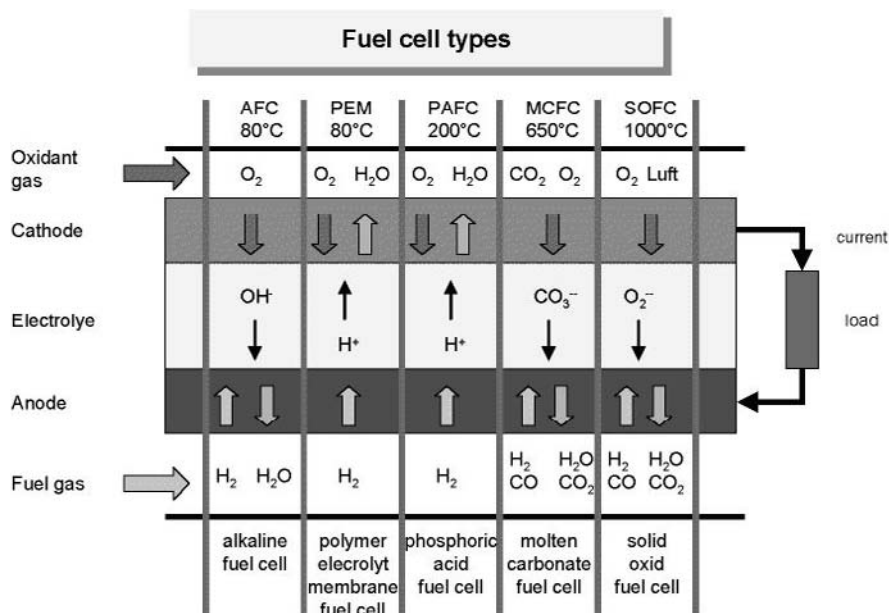 Fuel cell types
AFC
80°C
PEM
80°C
PAFC
200°C
MCFC
650°C
SOFC
1000°C
Oxidant
gas
O₂
O₂ H₂O
O₂ H₂O
CO₂ O₂
O₂ Luft
Cathode
current
Electrolye
OH⁻
H⁺
H⁺
CO₃⁻⁻
O₂⁻⁻
load
Anode
Fuel gas
H₂ H₂O
H₂
H₂
H₂ H₂O
CO CO₂
H₂ H₂O
CO CO₂
alkaline
fuel cell
polymer
elecrolyt
membrane
fuel cell
phosphoric
acid
fuel cell
molten
carbonate
fuel cell
solid
oxid
fuel cell